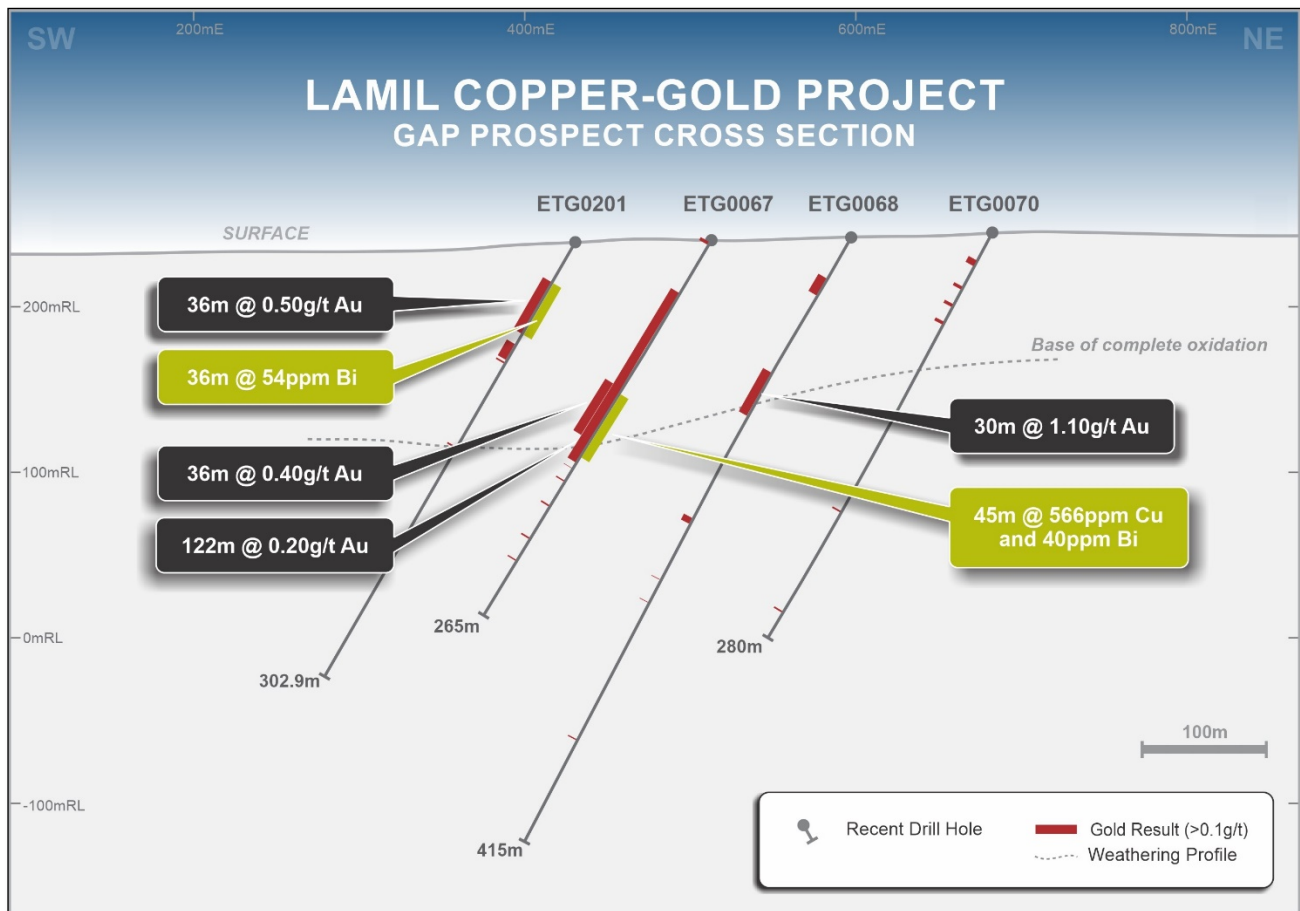 SW
200mE
400mE
600mE
800mE
NE
LAMIL COPPER-GOLD PROJECT
GAP PROSPECT CROSS SECTION
ETG0201
ETG0067
ETG0068
ETG0070
SURFACE
200mRL
36m @ 0.50g/t Au
36m @ 54ppm Bi
Base of complete oxidation
30m @ 1.10g/t Au
100mRL
36m @ 0.40g/t Au
122m @ 0.20g/t Au
45m @ 566ppm Cu
and 40ppm Bi
0mRL
265m
280m
302.9m
100m
-100mRL
415m
Recent Drill Hole
Gold Result (>0.1g/t)
Weathering Profile